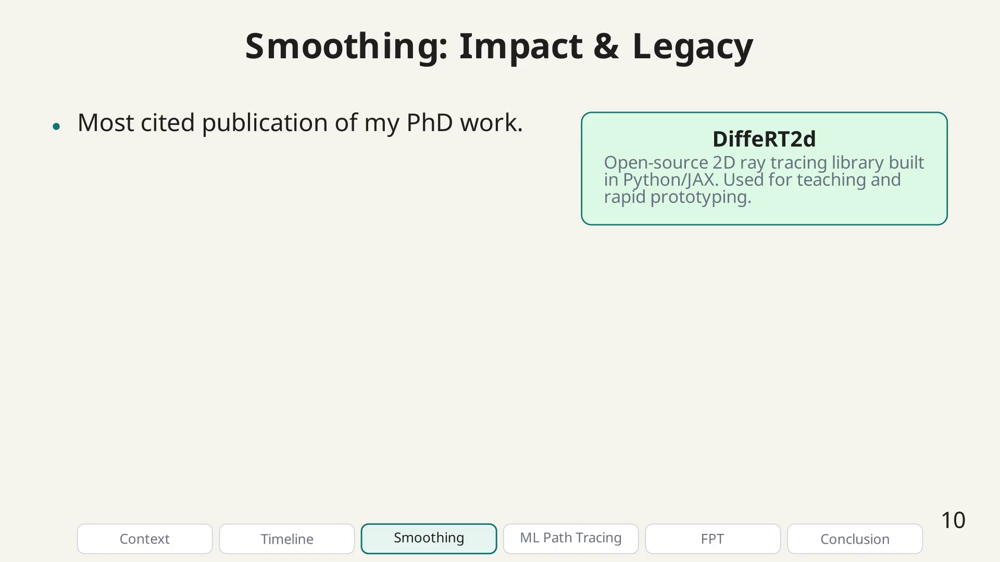 Smoothing: Impact & Legacy
• Most cited publication of my PhD work.
DiffeRT2d
Open-source 2D ray tracing library built
in Python/JAX. Used for teaching and
rapid prototyping.
10
Context
Timeline
Smoothing
ML Path Tracing
FPT
Conclusion